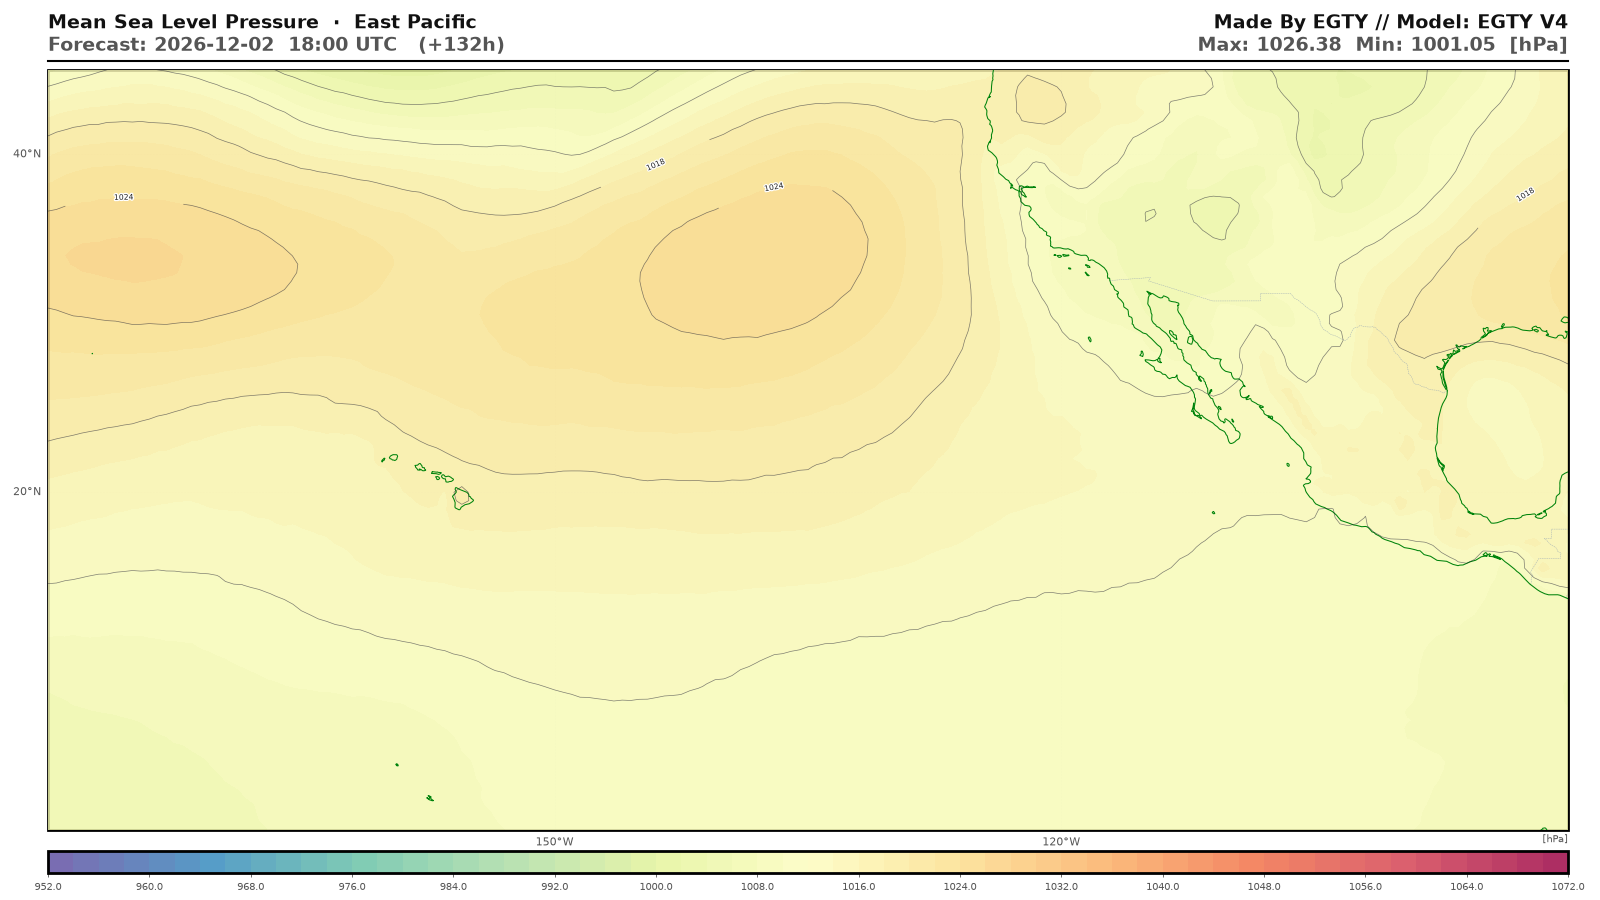 Mean Sea Level Pressure · East Pacific
Made By EGTY // Model: EGTY V4
Forecast: 2026-12-02 18:00 UTC (+132h)
Max: 1026.38 Min: 1001.05 [hPa]
40°N
20°N
1018
1024
1024
1018
150°W
120°W
[hPa]
952.0 960.0 968.0 976.0 984.0 992.0 1000.0 1008.0 1016.0 1024.0 1032.0 1040.0 1048.0 1056.0 1064.0 1072.0